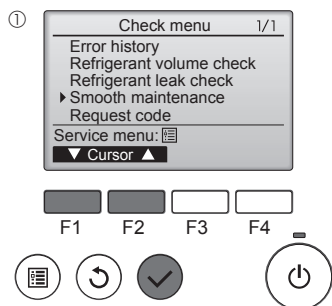 ①
Check menu 1/1
Error history
Refrigerant volume check
Refrigerant leak check
Smooth maintenance
Request code
Service menu:
▼ Cursor ▲
F1 F2 F3 F4